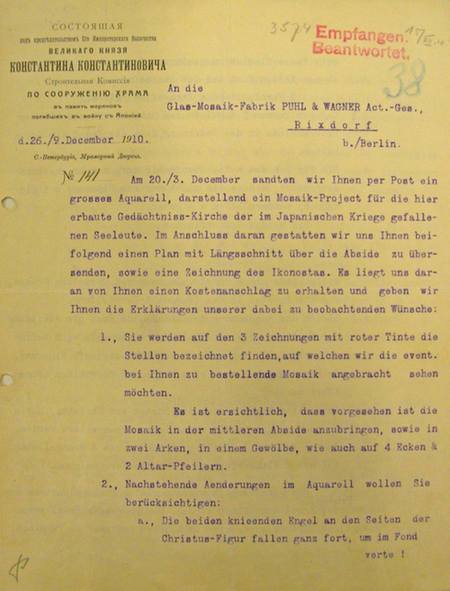 СОСТОЯЩАЯ
подъ предсѣдательствомъ Его Императорскаго Высочества
ВЕЛИКАГО КНЯЗЯ
КОНСТАНТИНА КОНСТАНТИНОВИЧА
Строительная Комиссія
ПО СООРУЖЕНІЮ ХРАМА
въ память моряковъ
погибшихъ въ войну съ Японіей
d.26./9.December 1910.
С.-Петербургъ, Мраморный Дворецъ.
№ 141
3574
Empfangen.
Beantwortet.
38
An die
Glas-Mosaik-Fabrik PUHL & WAGNER Act.-Ges.,
Rixdorf
b./Berlin.
Am 20./3. December sandten wir Ihnen per Post ein
grosses Aquarell, darstellend ein Mosaik-Project für die hier
erbaute Gedächtniss-Kirche der im Japanischen Kriege gefalle-
nen Seeleute. Im Anschluss daran gestatten wir uns Ihnen bei-
folgend einen Plan mit Längsschnitt über die Abside zu über-
senden, sowie eine Zeichnung des Ikonostas. Es liegt uns dar-
an von Ihnen einen Kostenanschlag zu erhalten und geben wir
Ihnen die Erklärungen unserer dabei zu beobachtenden Wünsche:
1., Sie werden auf den 3 Zeichnungen mit roter Tinte die
Stellen bezeichnet finden,auf welchen wir die event.
bei Ihnen zu bestellende Mosaik angebracht sehen
möchten.
Es ist ersichtlich, dass vorgesehen ist die
Mosaik in der mittleren Abside anzubringen, sowie in
zwei Arken, in einem Gewölbe, wie auch auf 4 Ecken &
2 Altar-Pfeilern.
2., Nachstehende Aenderungen im Aquarell wollen Sie
berücksichtigen:
a., Die beiden knieenden Engel an den Seiten der
Christus-Figur fallen ganz fort, um im Fond
verte !